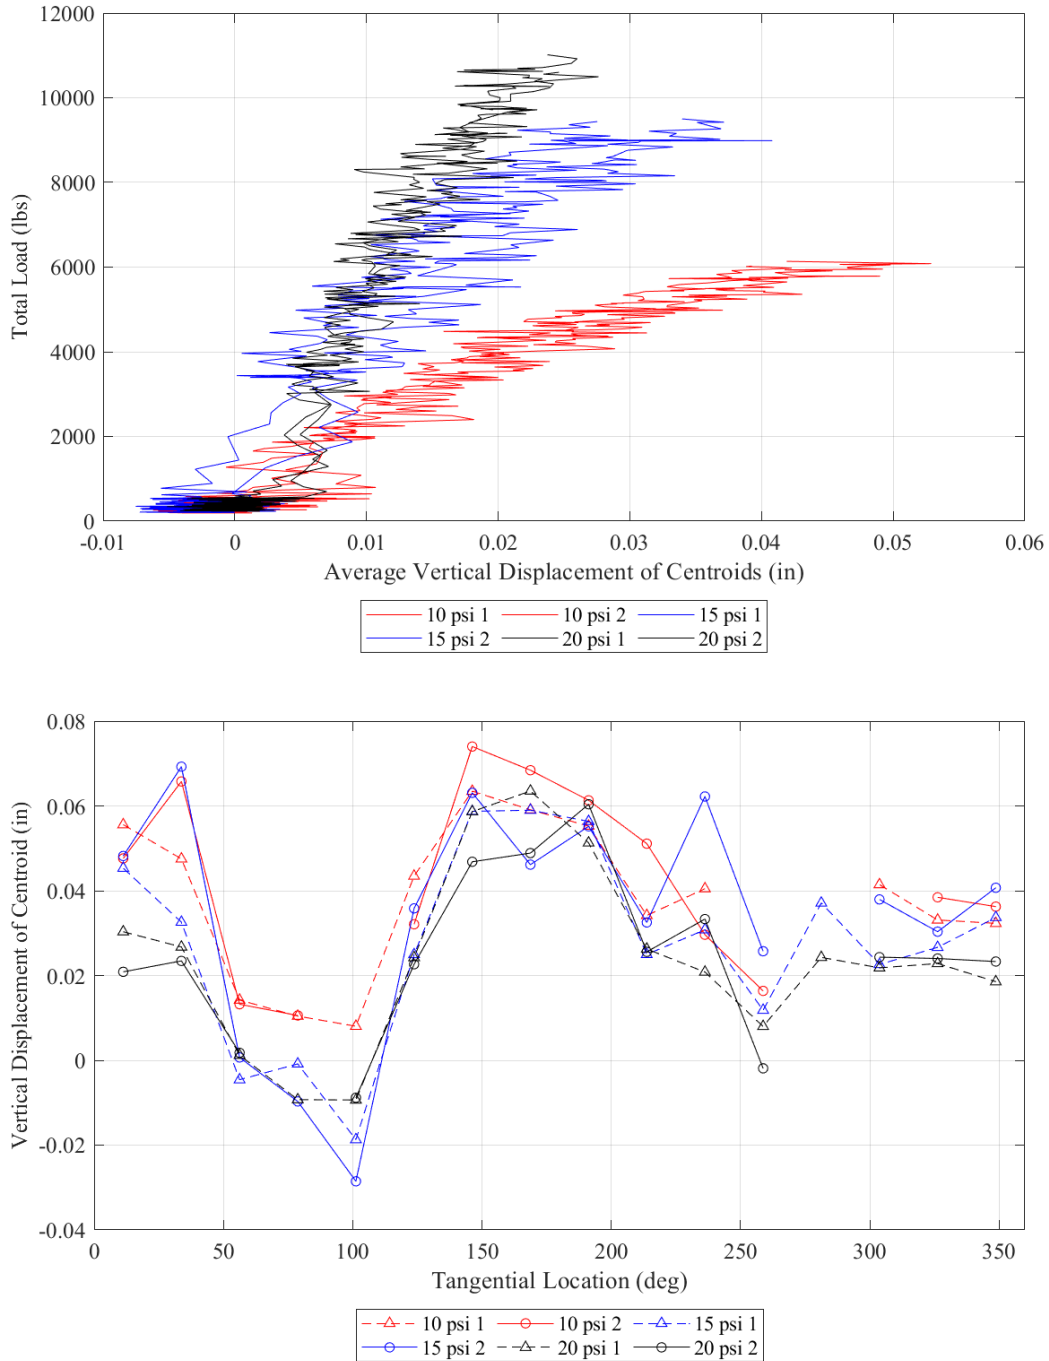 12000
10000
8000
6000
4000
2000
0
Total Load (lbs)
-0.01 0 0.01 0.02 0.03 0.04 0.05 0.06
Average Vertical Displacement of Centroids (in)
10 psi 1 10 psi 2 15 psi 1
15 psi 2 20 psi 1 20 psi 2
0.08
0.06
0.04
0.02
0
-0.02
-0.04
Vertical Displacement of Centroid (in)
0 50 100 150 200 250 300 350
Tangential Location (deg)
10 psi 1 10 psi 2 15 psi 1
15 psi 2 20 psi 1 20 psi 2